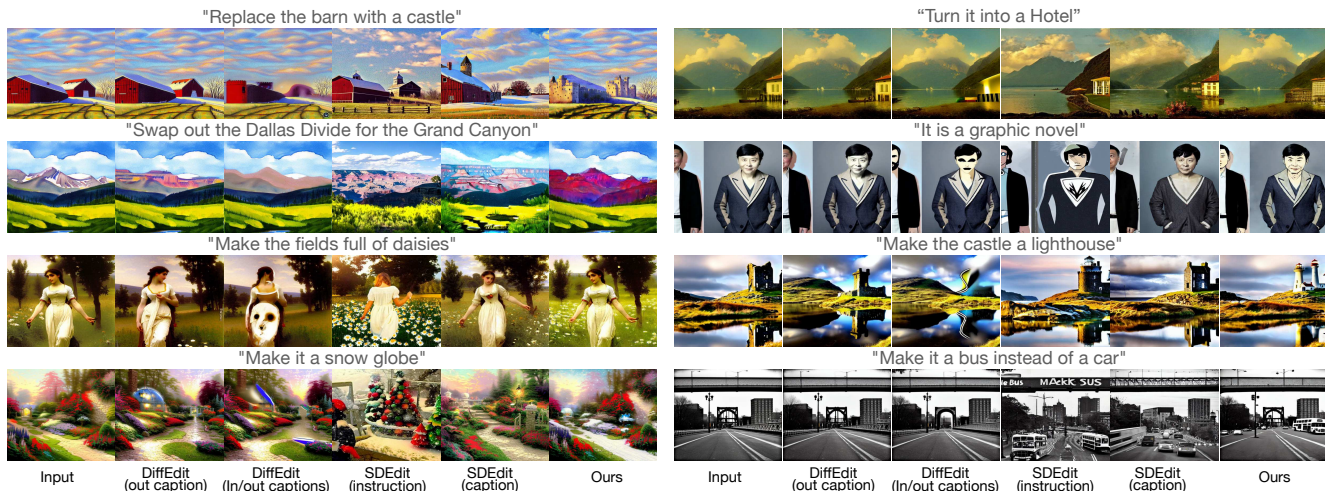 "Replace the barn with a castle"
“Turn it into a Hotel”
"Swap out the Dallas Divide for the Grand Canyon"
"It is a graphic novel"
"Make the fields full of daisies"
"Make the castle a lighthouse"
"Make it a snow globe"
"Make it a bus instead of a car"
Bus MACKK SUS
Input
DiffEdit
(out caption)
DiffEdit
(In/out captions)
SDEdit
(instruction)
SDEdit
(caption)
Ours
Input
DiffEdit
(out caption)
DiffEdit
(In/out captions)
SDEdit
(instruction)
SDEdit
(caption)
Ours